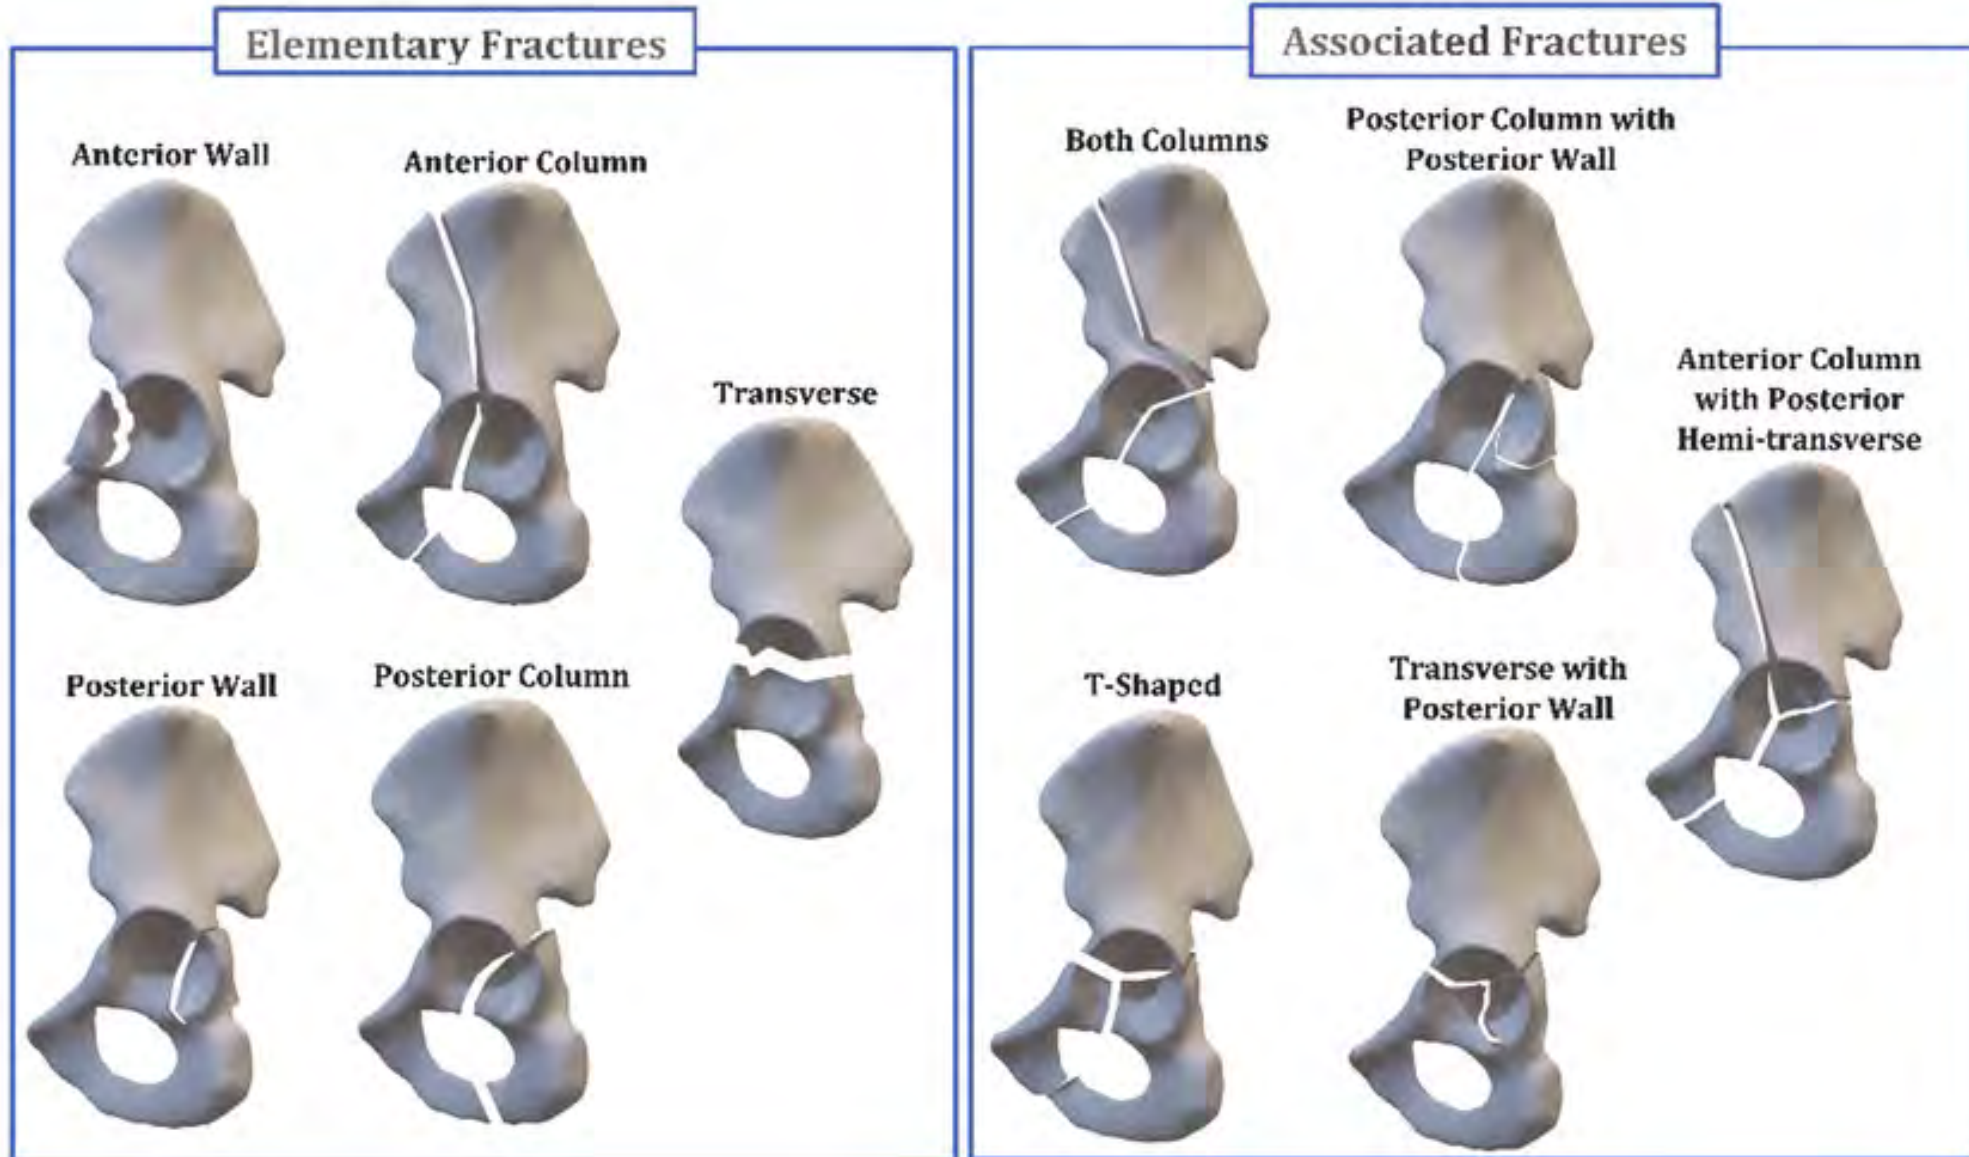 Elementary Fractures
Anterior Wall
Anterior Column
Transverse
Posterior Wall
Posterior Column
Associated Fractures
Both Columns
Posterior Column with
Posterior Wall
Anterior Column
with Posterior
Hemi-transverse
T-Shaped
Transverse with
Posterior Wall